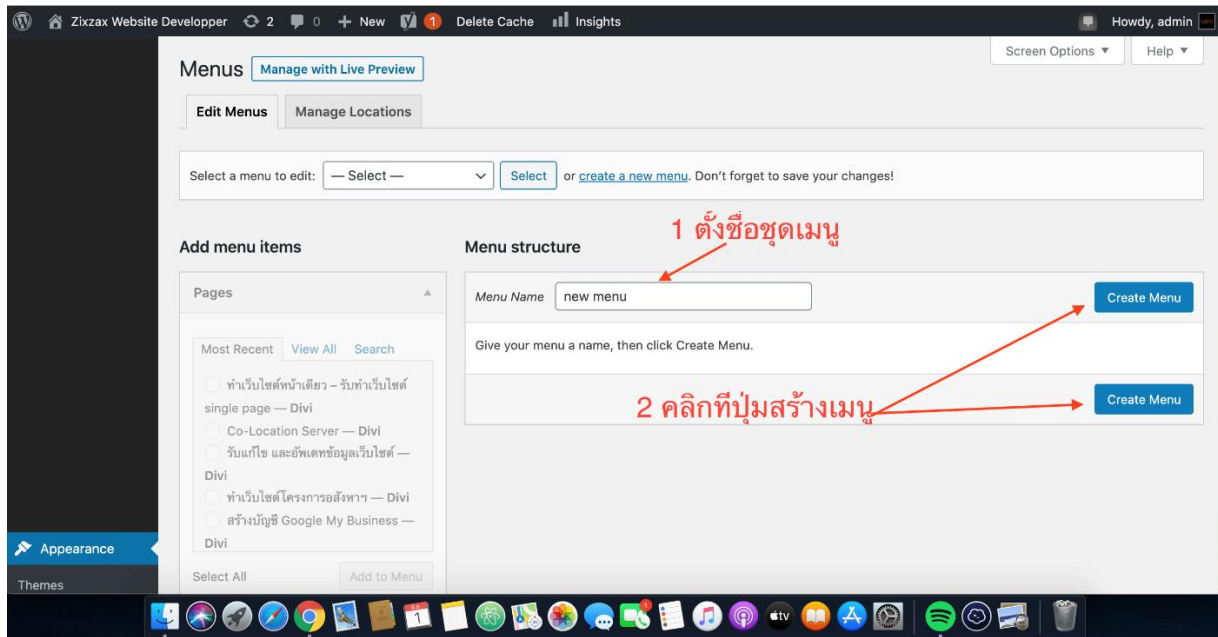 Zixzax Website Developper 2 0 + New 1 Delete Cache Insights Howdy, admin
Screen Options ▼ Help ▼
Menus Manage with Live Preview
Edit Menus Manage Locations
Select a menu to edit: — Select — Select or create a new menu. Don't forget to save your changes!
1 ตั้งชื่อชุดเมนู
Add menu items
Menu structure
Pages
Most Recent View All Search
ทำเว็บไซต์หน้าเดียว – รับทำเว็บไซต์
single page — Divi
Co-Location Server — Divi
รับแก้ไข และอัพเดทข้อมูลเว็บไซต์ —
Divi
ทำเว็บไซต์โครงการอสังหาฯ — Divi
สร้างบัญชี Google My Business —
Divi
Select All Add to Menu
Menu Name new menu Create Menu
Give your menu a name, then click Create Menu.
2 คลิกที่ปุ่มสร้างเมนู
Create Menu
Appearance
Themes
1
tv